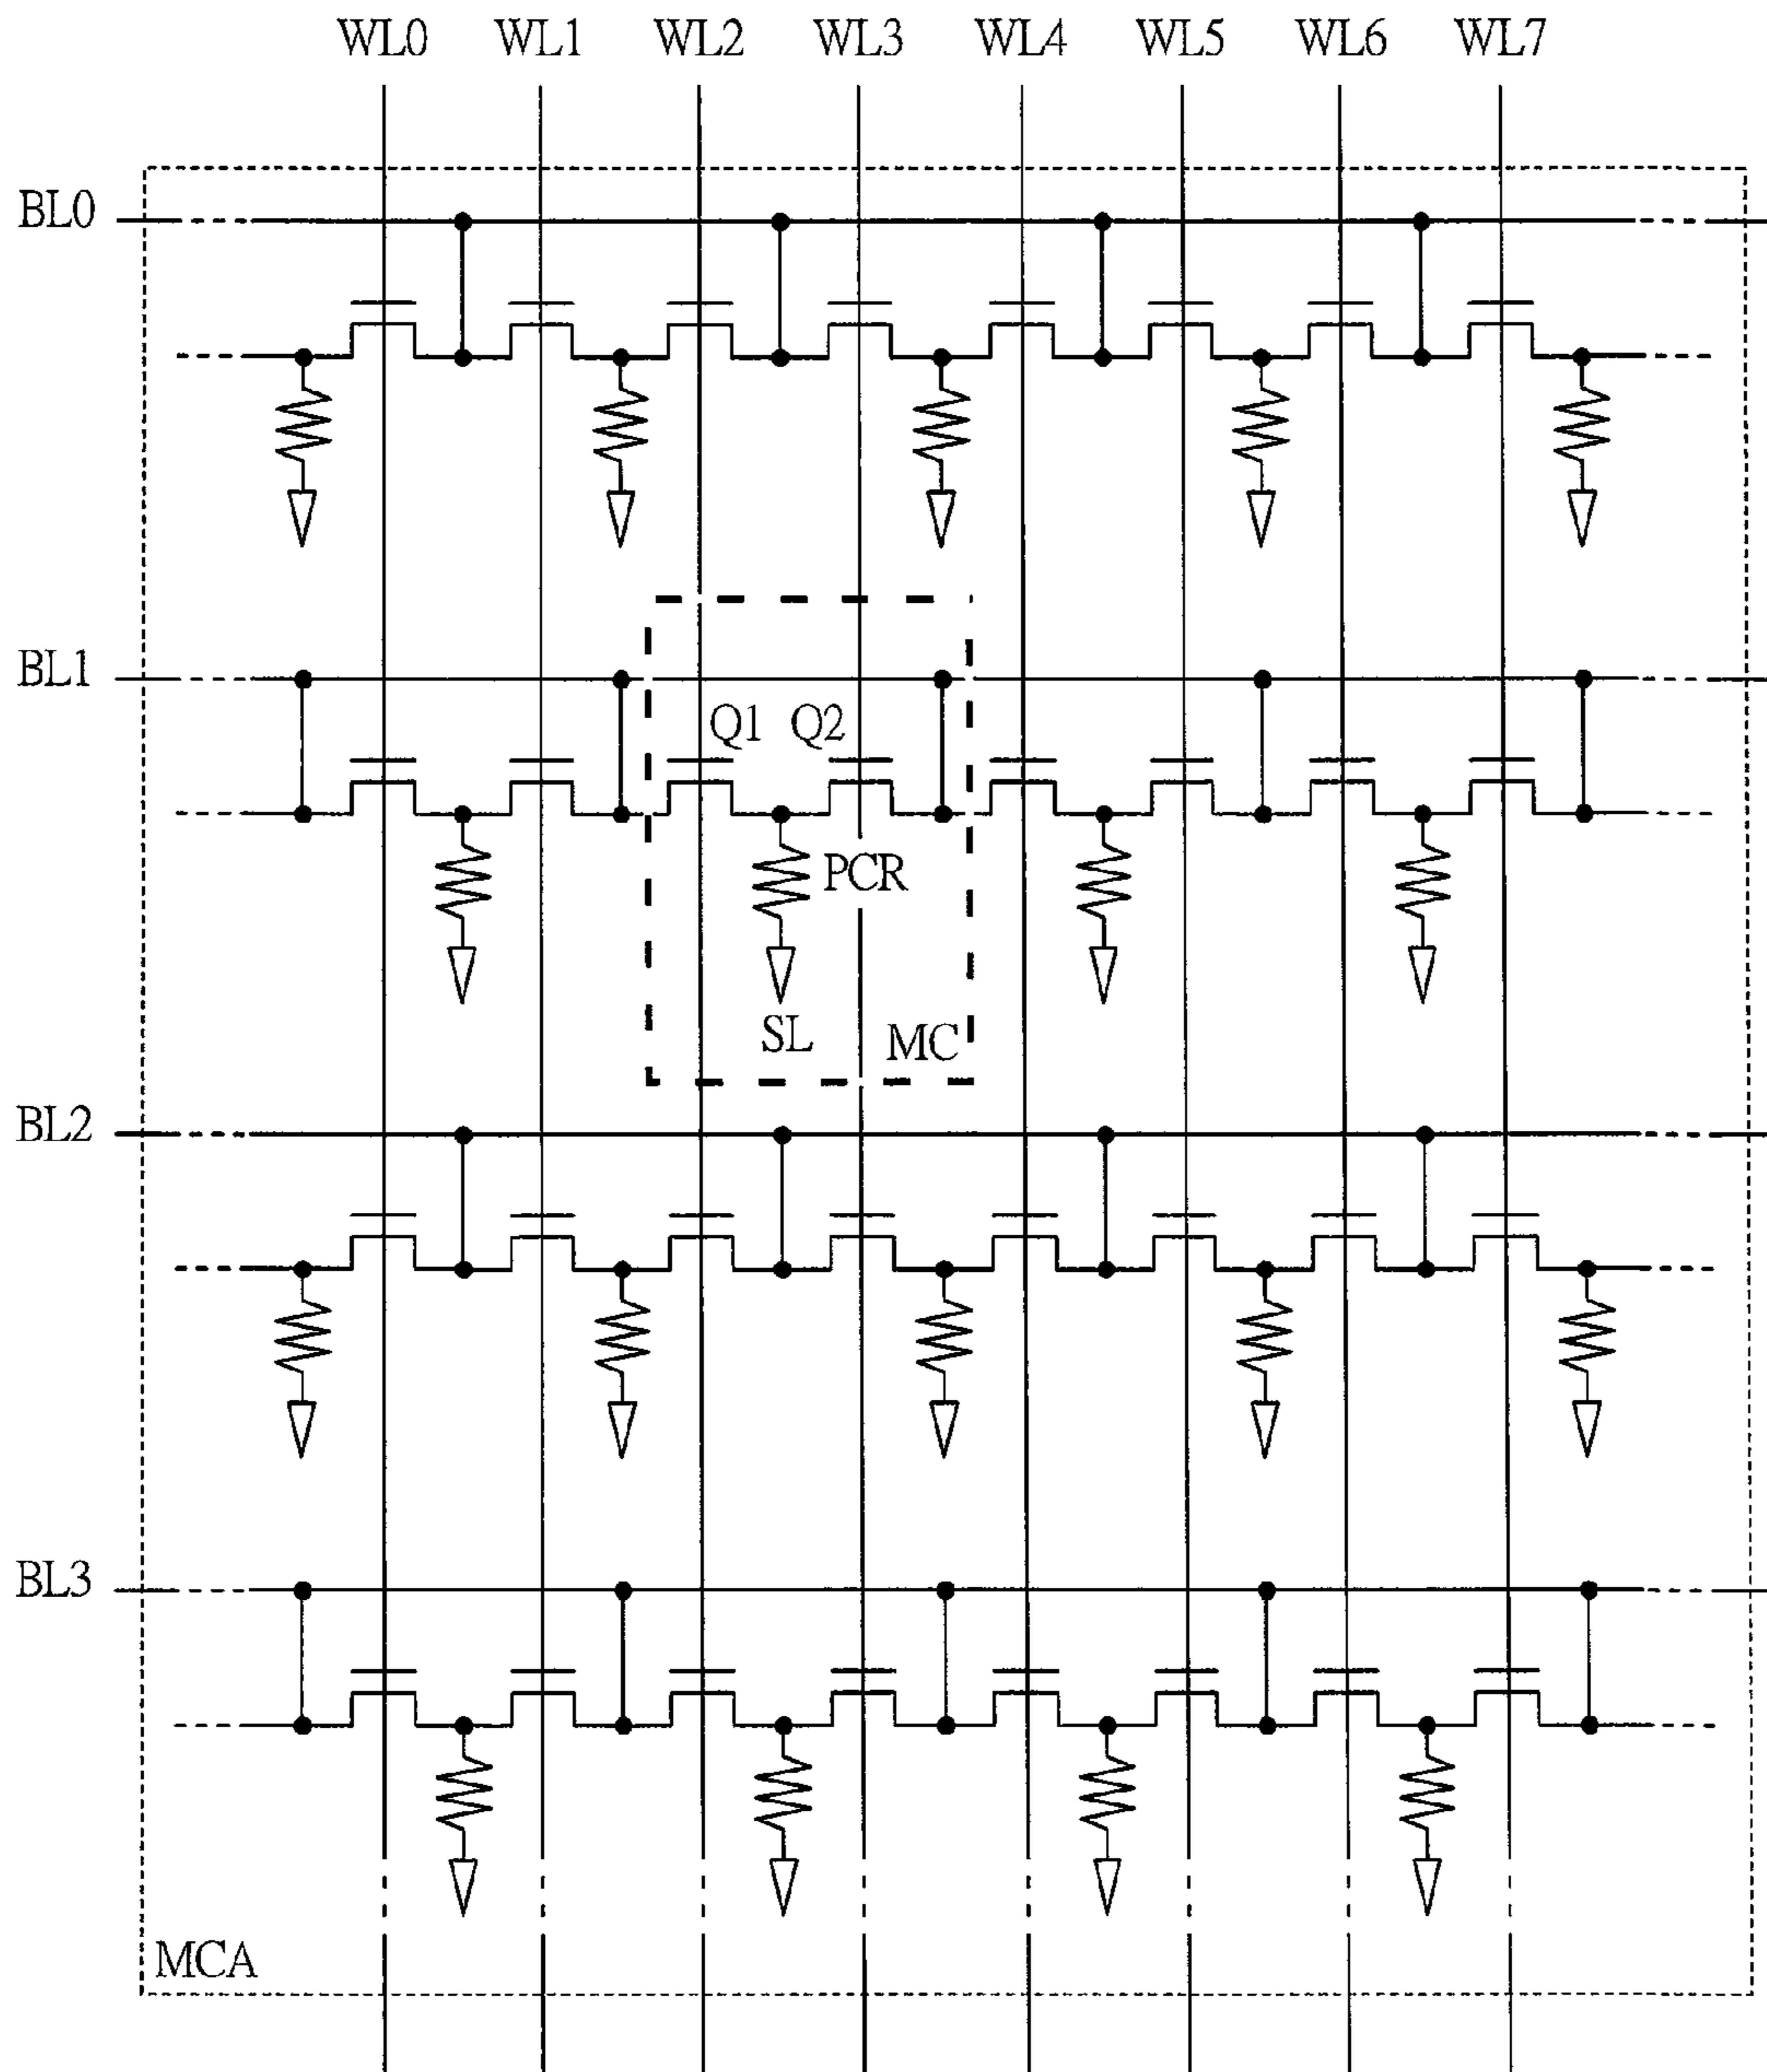 WL0 WL1 WL2 WL3 WL4 WL5 WL6 WL7
BL0
BL1
Q1 Q2
PCR
SL
MC
BL2
BL3
MCA